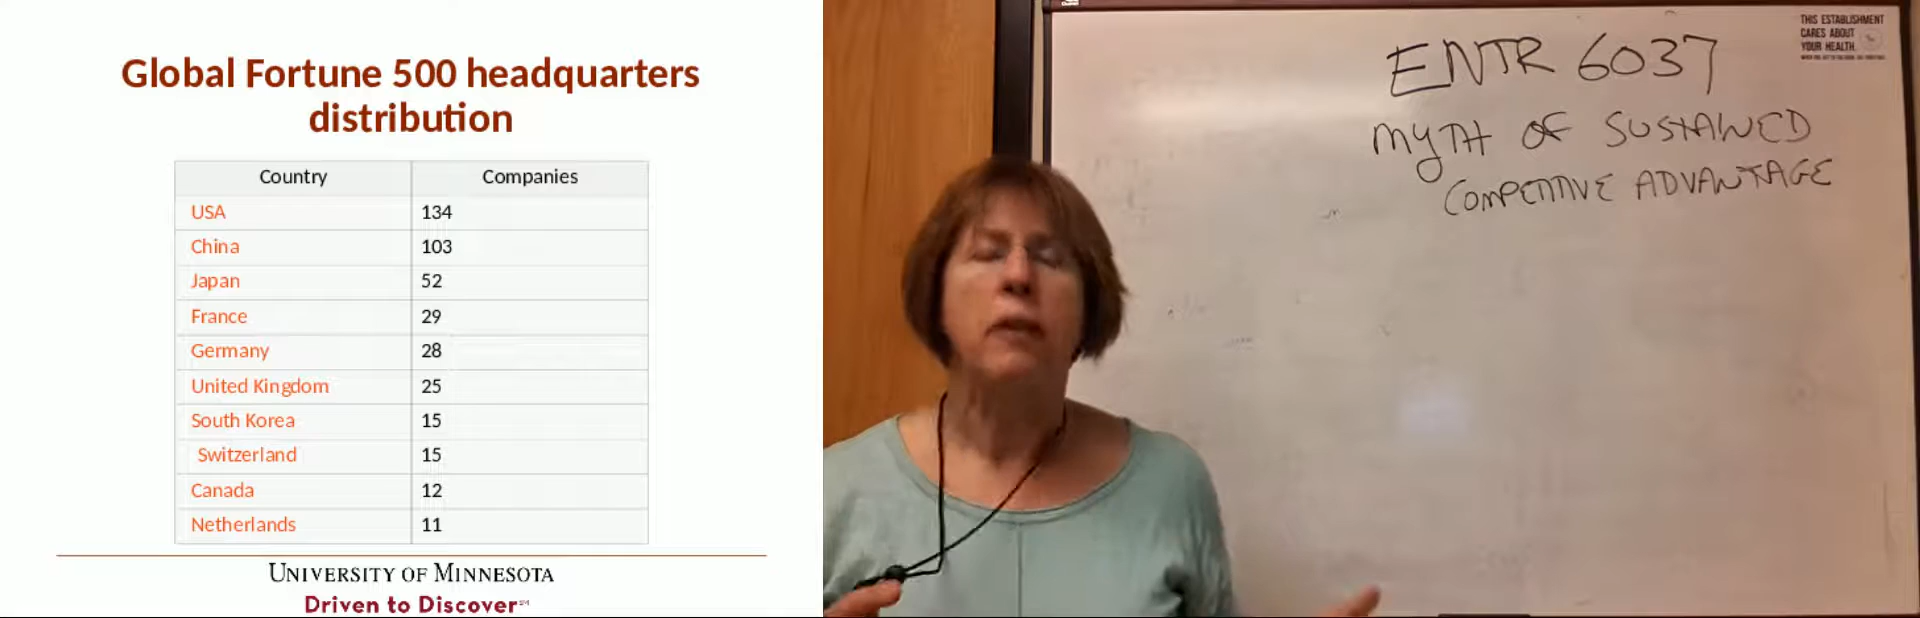 Global Fortune 500 headquarters
distribution
Country Companies
USA 134
China 103
Japan 52
France 29
Germany 28
United Kingdom 25
South Korea 15
Switzerland 15
Canada 12
Netherlands 11
UNIVERSITY OF MINNESOTA
Driven to Discover
ENTR 6037
MYTH OF SUSTAINED
COMPETITIVE ADVANTAGE
THIS ESTABLISHMENT
CARES ABOUT
YOUR HEALTH.